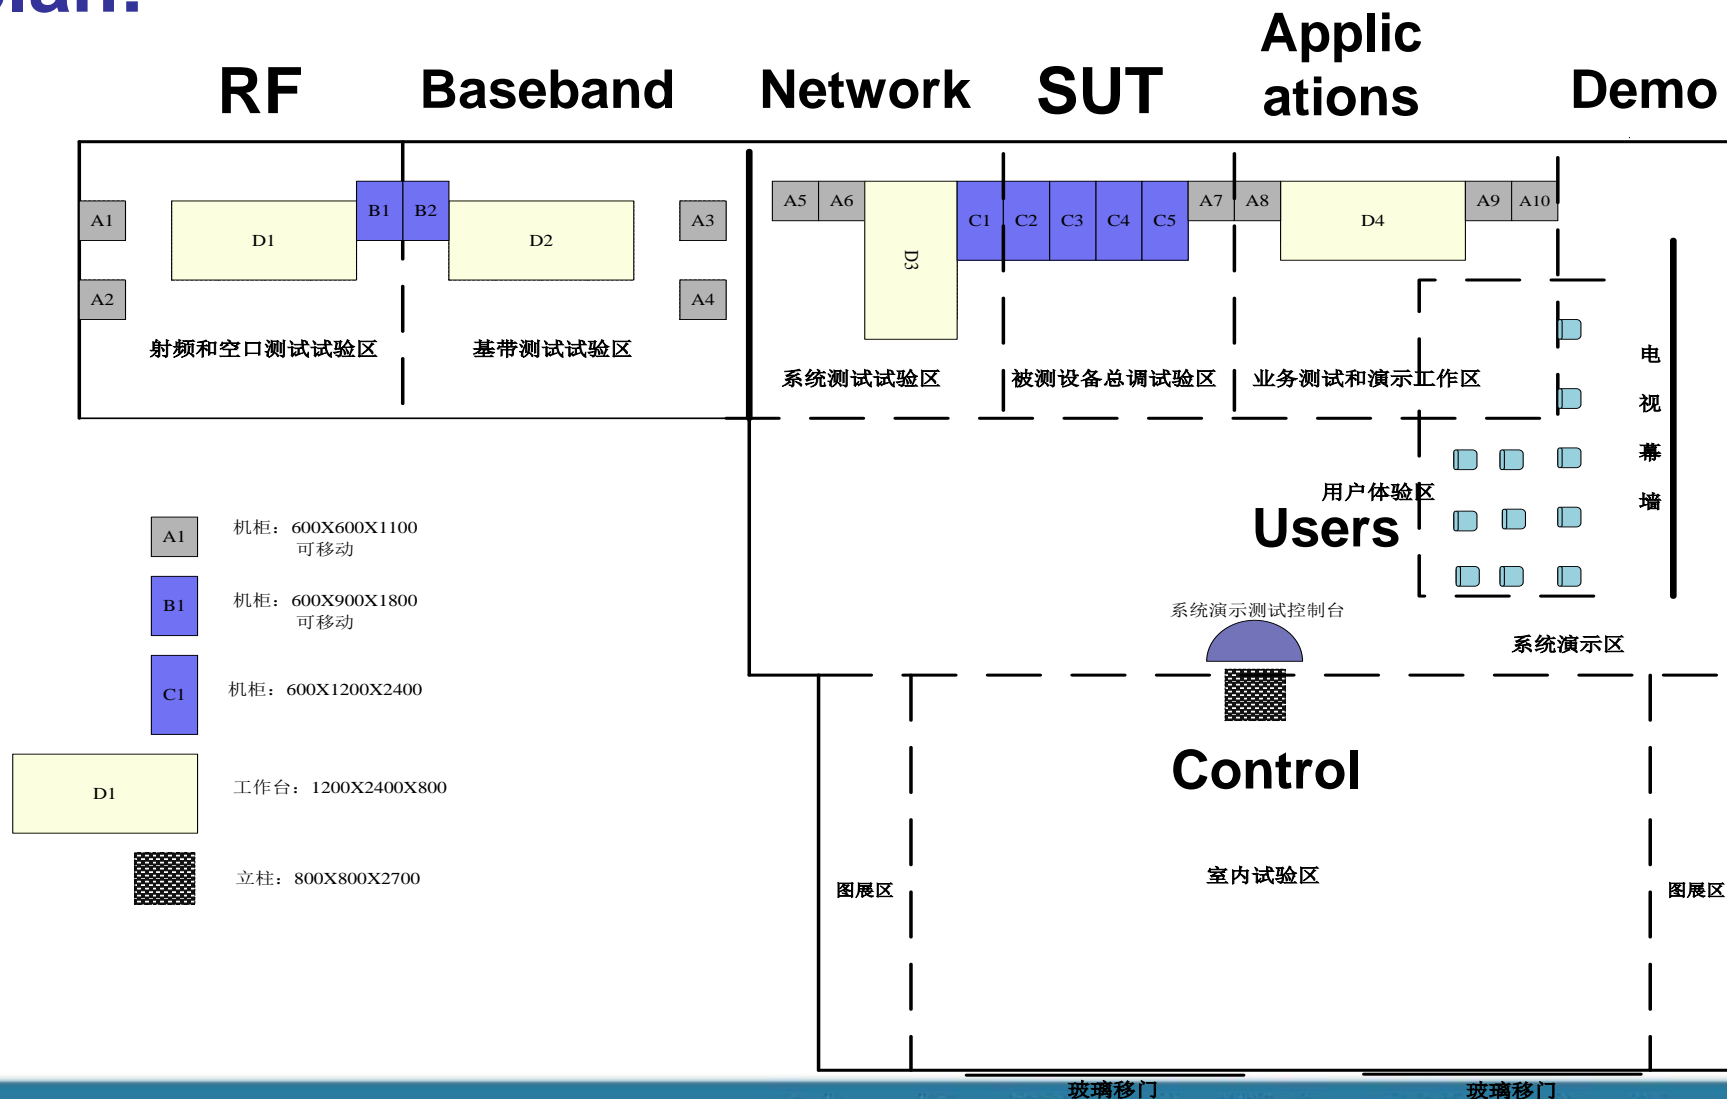 RF
Baseband
Network
SUT
Applic
ations
Demo
A1
A2
D1
B1
B2
D2
A3
A4
A5
A6
D3
C1
C2
C3
C4
C5
A7
A8
D4
A9
A10
射频和空口测试试验区
基带测试试验区
系统测试试验区
被测设备总调试验区
业务测试和演示工作区
电
视
幕
墙
用户体验区
Users
A1
机柜：600X600X1100
可移动
B1
机柜：600X900X1800
可移动
C1
机柜：600X1200X2400
D1
工作台：1200X2400X800
立柱：800X800X2700
系统演示测试控制台
系统演示区
Control
室内试验区
图展区
图展区
玻璃移门
玻璃移门